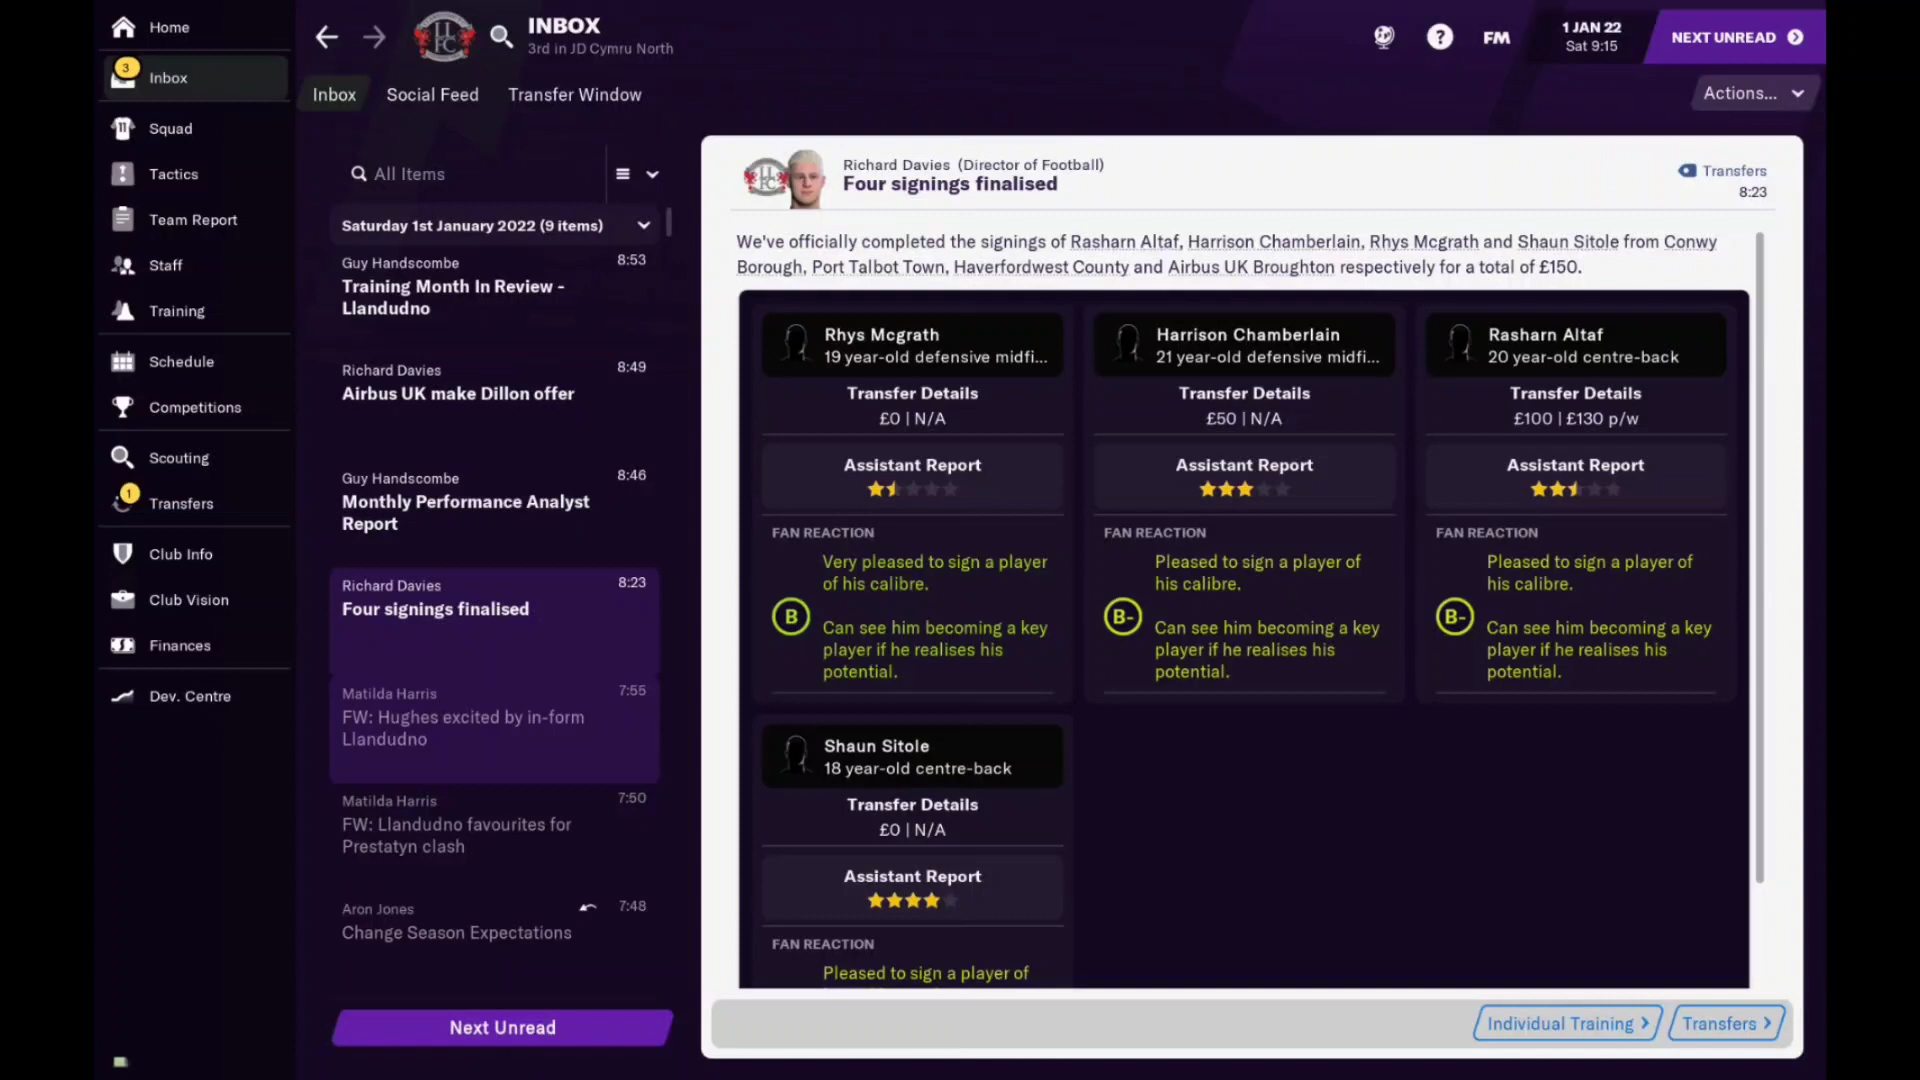 Home
3
Inbox
Squad
Tactics
Team Report
Staff
Training
Schedule
Competitions
Scouting
1
Transfers
Club Info
Club Vision
Finances
Dev. Centre
INBOX
3rd in JD Cymru North
FM
1 JAN 22
Sat 9:15
NEXT UNREAD
Inbox
Social Feed
Transfer Window
Actions...
All Items
Saturday 1st January 2022 (9 items)
Guy Handscombe 8:53
Training Month In Review -
Llandudno
Richard Davies 8:49
Airbus UK make Dillon offer
Guy Handscombe 8:46
Monthly Performance Analyst
Report
Richard Davies 8:23
Four signings finalised
Matilda Harris 7:55
FW: Hughes excited by in-form
Llandudno
Matilda Harris 7:50
FW: Llandudno favourites for
Prestatyn clash
Aron Jones 7:48
Change Season Expectations
Next Unread
Richard Davies (Director of Football)
Four signings finalised
Transfers
8:23
We've officially completed the signings of Rasharn Altaf, Harrison Chamberlain, Rhys Mcgrath and Shaun Sitole from Conwy
Borough, Port Talbot Town, Haverfordwest County and Airbus UK Broughton respectively for a total of £150.
Rhys Mcgrath
19 year-old defensive midfi...
Transfer Details
£0 | N/A
Assistant Report
FAN REACTION
Very pleased to sign a player
of his calibre.
B
Can see him becoming a key
player if he realises his
potential.
Harrison Chamberlain
21 year-old defensive midfi...
Transfer Details
£50 | N/A
Assistant Report
FAN REACTION
Pleased to sign a player of
his calibre.
B-
Can see him becoming a key
player if he realises his
potential.
Rasharn Altaf
20 year-old centre-back
Transfer Details
£100 | £130 p/w
Assistant Report
FAN REACTION
Pleased to sign a player of
his calibre.
B-
Can see him becoming a key
player if he realises his
potential.
Shaun Sitole
18 year-old centre-back
Transfer Details
£0 | N/A
Assistant Report
FAN REACTION
Pleased to sign a player of
Individual Training
Transfers